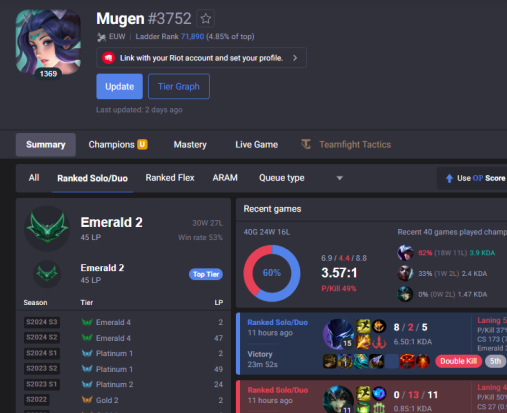 Mugen #3752
EUW | Ladder Rank 71,890 (4.85% of top)
1369
Link with your Riot account and set your profile.
Update Tier Graph
Last updated: 2 days ago
Summary Champions U Mastery Live Game Teamfight Tactics
All Ranked Solo/Duo Ranked Flex ARAM Queue type Use OP Score
Emerald 2 30W 27L
45 LP Win rate 53%
Emerald 2 Top Tier
45 LP
Season Tier LP
S2024 S3 Emerald 4 2
S2024 S2 Emerald 4 47
S2024 S1 Platinum 1 2
S2023 S2 Platinum 1 49
S2023 S1 Platinum 2 24
S2022 Gold 2 2
Recent games
40G 24W 16L Recent 40 games played champ
60%
6.9 / 4.4 / 8.8
3.57:1
P/Kill 49%
62% (18W 11L) 3.9 KDA
33% (1W 2L) 2.4 KDA
0% (0W 2L) 1.47 KDA
Ranked Solo/Duo
11 hours ago
Victory
23m 52s
15
8 / 2 / 5
6.50:1 KDA
Laning 5
P/Kill 37%
CS 173 (7
Emerald 2
Double Kill 5th
Ranked Solo/Duo
11 hours ago
11
0 / 13 / 11
0.85:1 KDA
Laning 4
P/Kill 50%
CS 27 (0